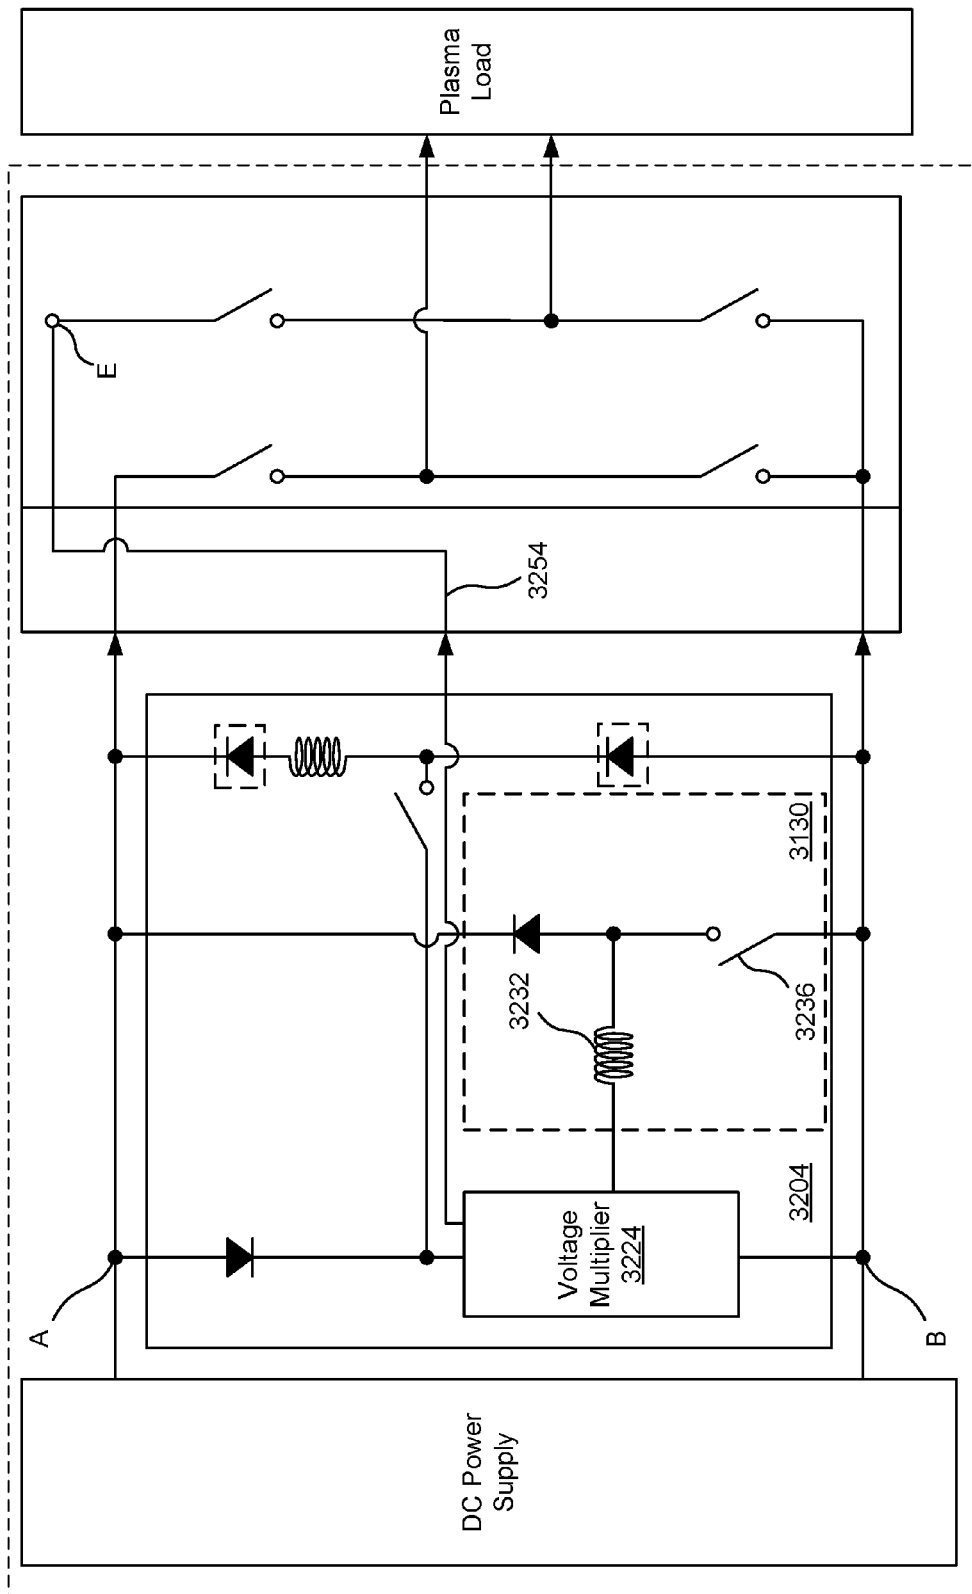 DC Power
Supply
A
B
Voltage
Multiplier
3224
3204
3232
3236
3130
3254
E
Plasma
Load